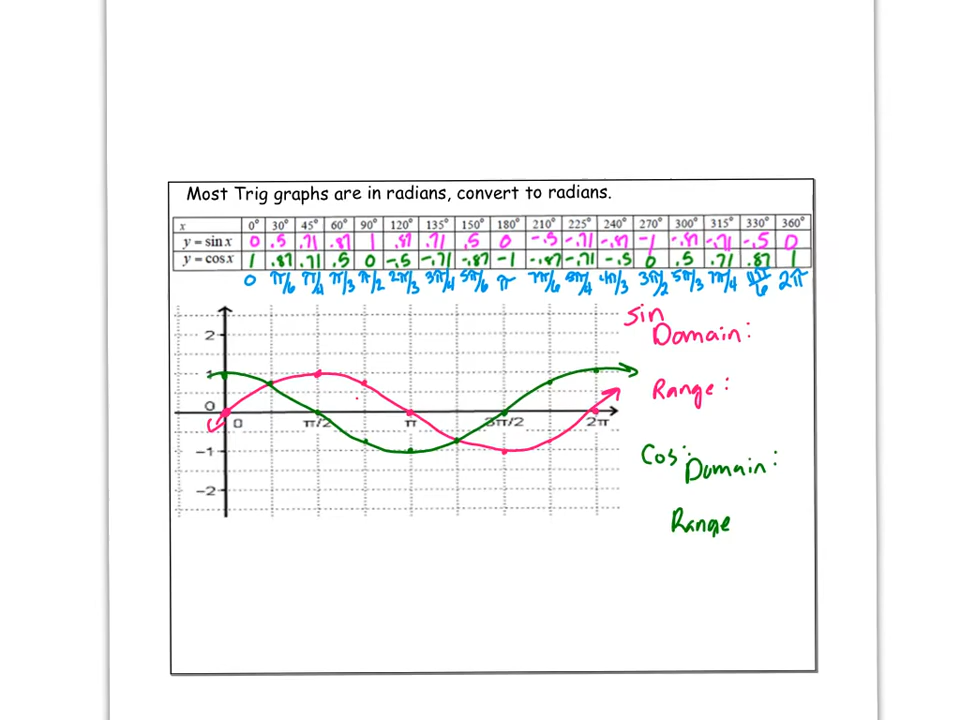 Most Trig graphs are in radians, convert to radians.
x 0° 30° 45° 60° 90° 120° 135° 150° 180° 210° 225° 240° 270° 300° 315° 330° 360°
y = sin x 0 .5 .71 .87 1 .87 .71 .5 0 -.5 -.71 -.87 -1 -.87 -.71 -.5 0
y = cos x 1 .87 .71 .5 0 -.5 -.71 -.87 -1 -.87 -.71 -.5 0 .5 .71 .87 1
0 π/6 π/4 π/3 π/2 2π/3 3π/4 5π/6 π 7π/6 5π/4 4π/3 3π/2 5π/3 7π/4 11π/6 2π
sin
Domain:
2
Range:
1
0
0 π/2 π 3π/2 2π
-1
Cos:
Domain:
-2
Range